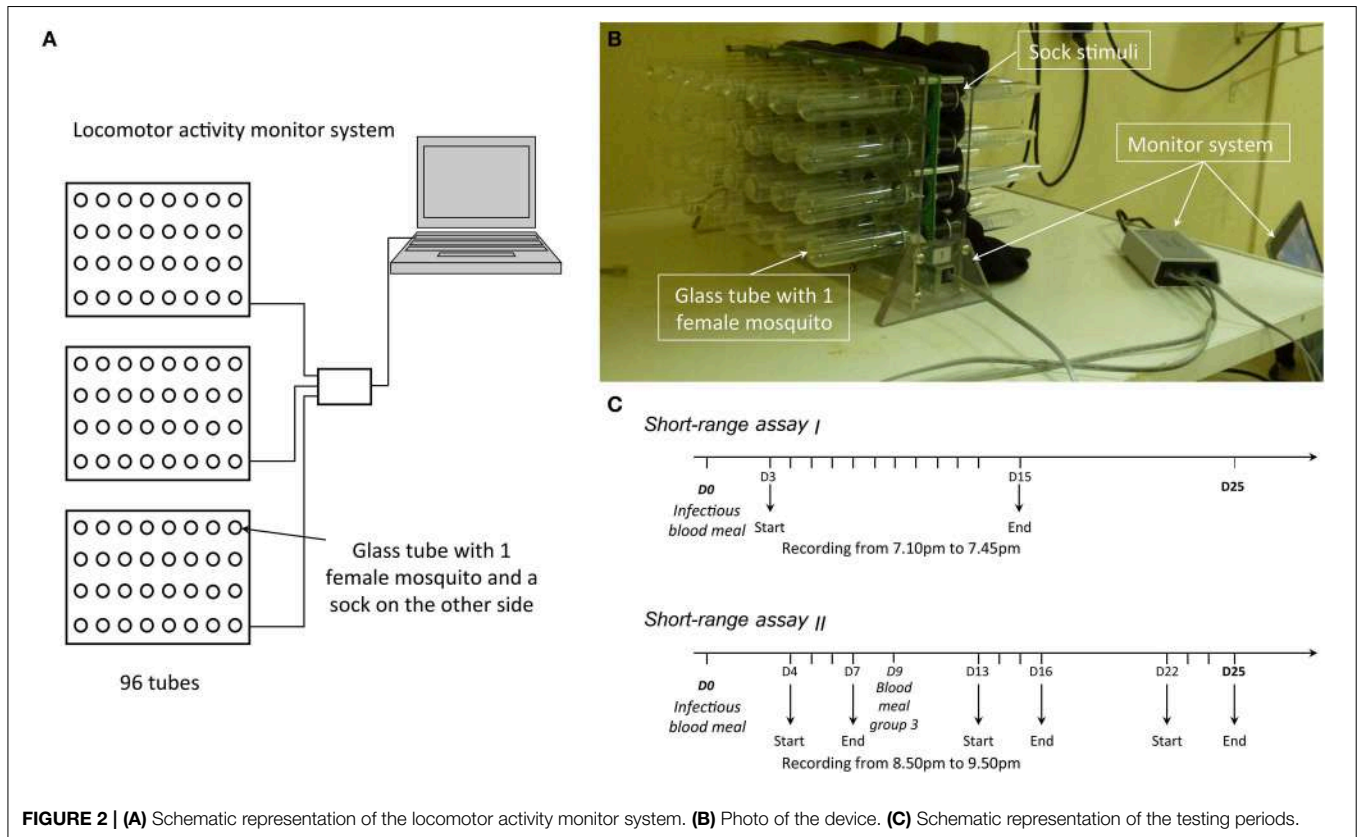 A
Locomotor activity monitor system
Glass tube with 1
female mosquito and a
sock on the other side
96 tubes
B
Sock stimuli
Monitor system
Glass tube with 1
female mosquito
C
Short-range assay I
D3
D15
D0
D25
Infectious
blood meal
Start
End
Recording from 7.10pm to 7.45pm
Short-range assay II
D4
D7
D9
D13
D16
D22
D25
D0
Blood
Infectious
meal
blood meal
group 3
Start
End
Start
End
Start
End
Recording from 8.50pm to 9.50pm
FIGURE 2 | (A) Schematic representation of the locomotor activity monitor system. (B) Photo of the device. (C) Schematic representation of the testing periods.